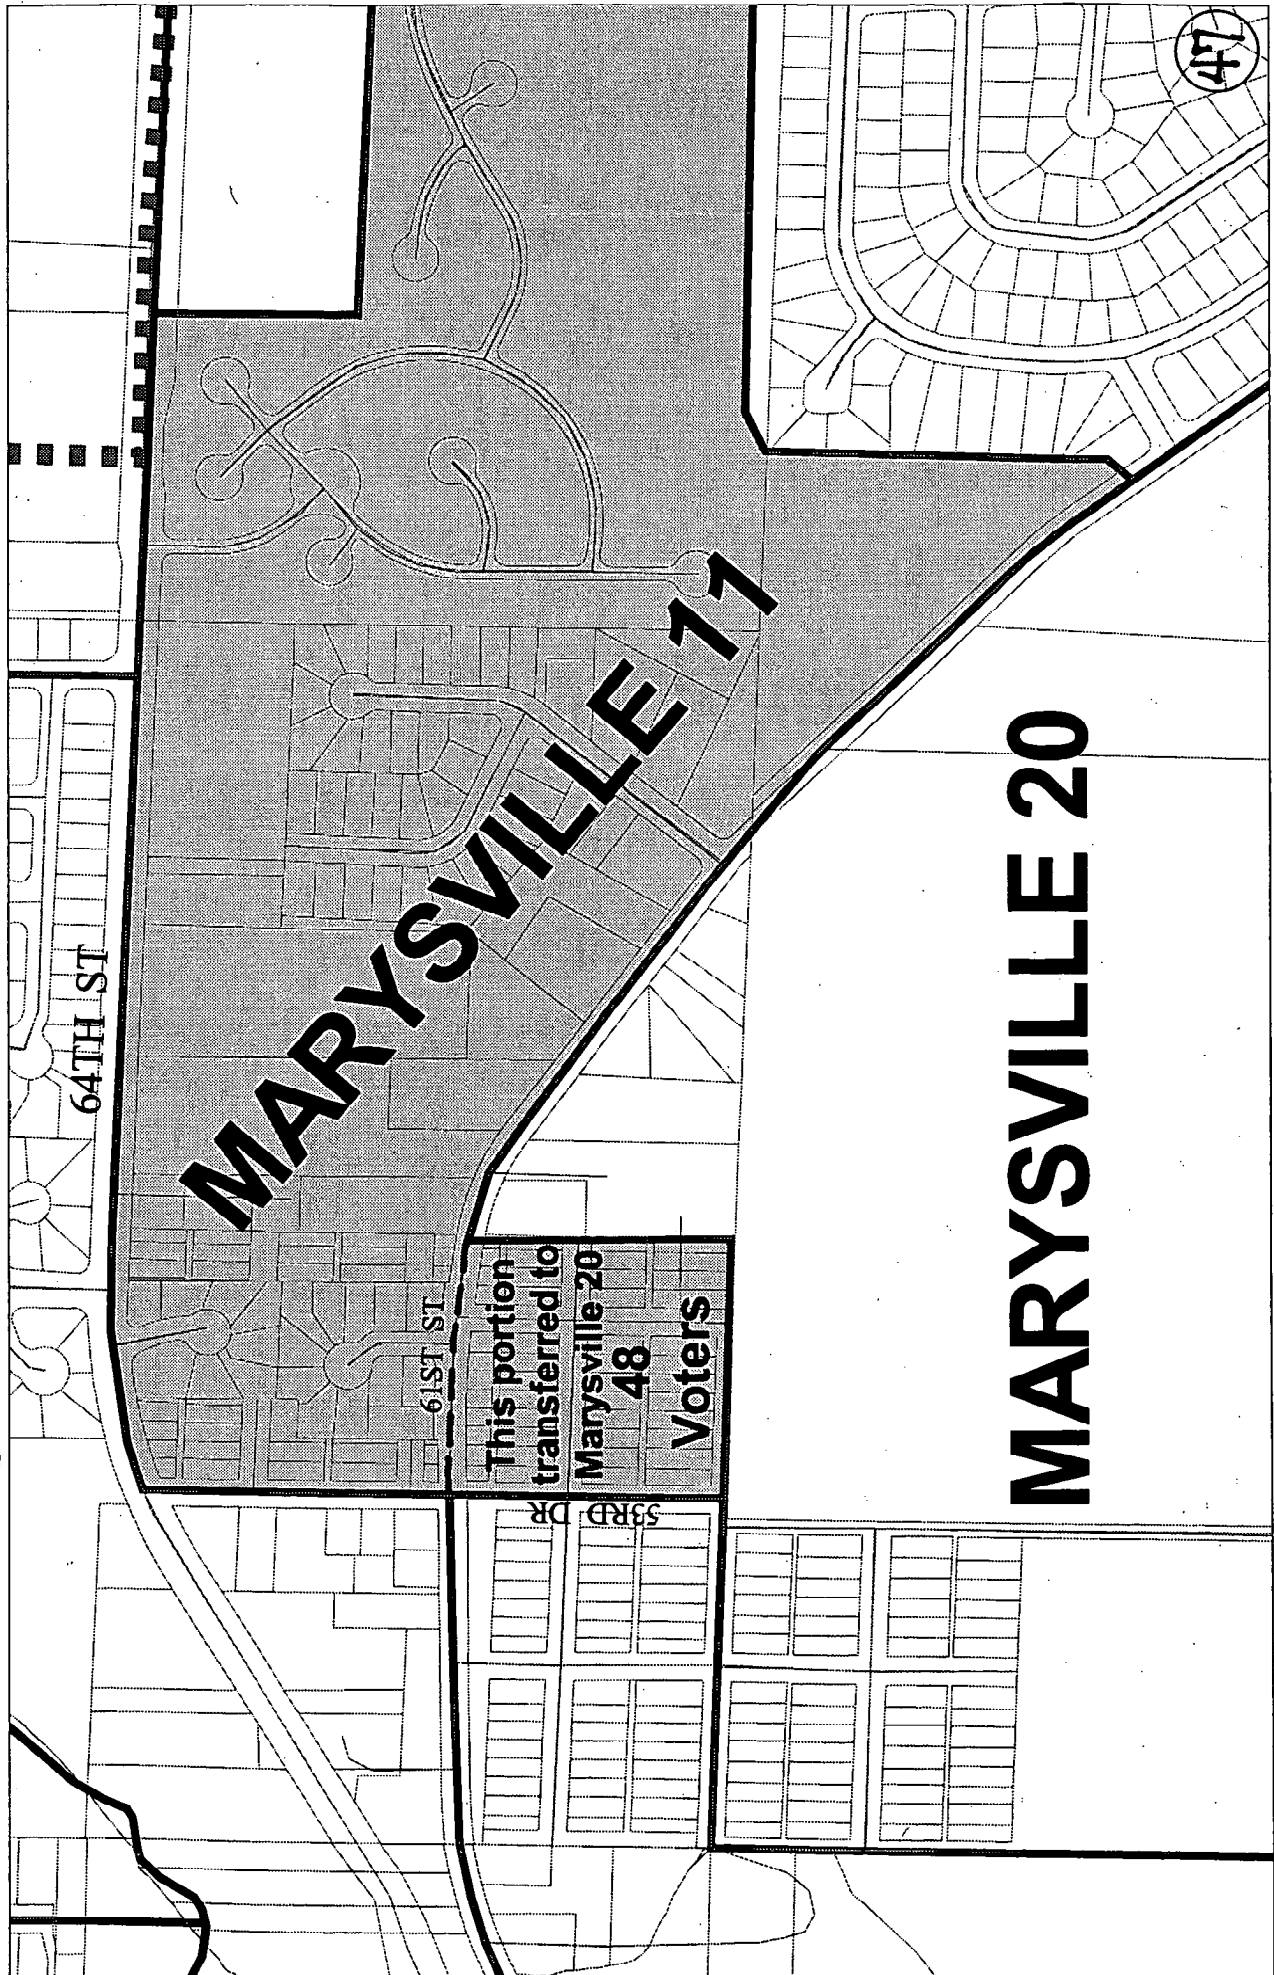 47
64TH ST
MARYSVILLE 11
61ST ST
This portion
transferred to
Marysville 20
48
Voters
53RD DR
MARYSVILLE 20